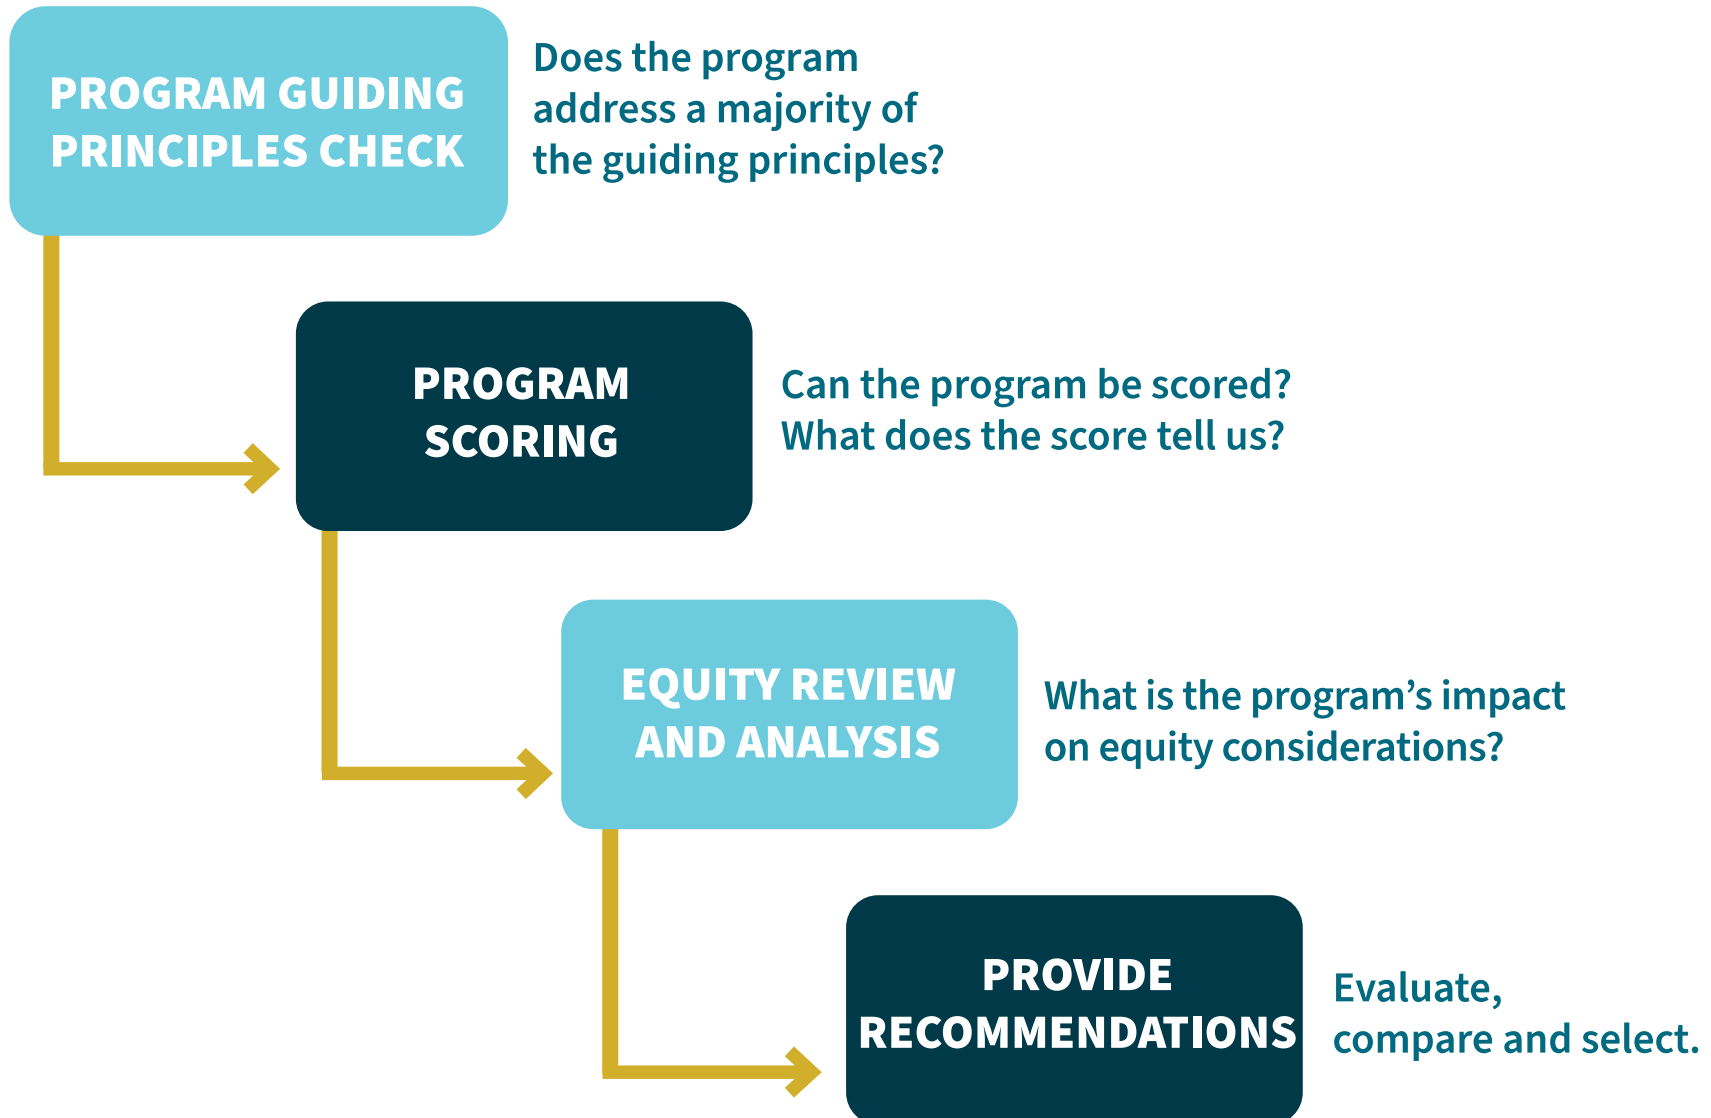 PROGRAM GUIDING
PRINCIPLES CHECK
Does the program
address a majority of
the guiding principles?
PROGRAM
SCORING
Can the program be scored?
What does the score tell us?
EQUITY REVIEW
AND ANALYSIS
What is the program’s impact
on equity considerations?
PROVIDE
RECOMMENDATIONS
Evaluate,
compare and select.